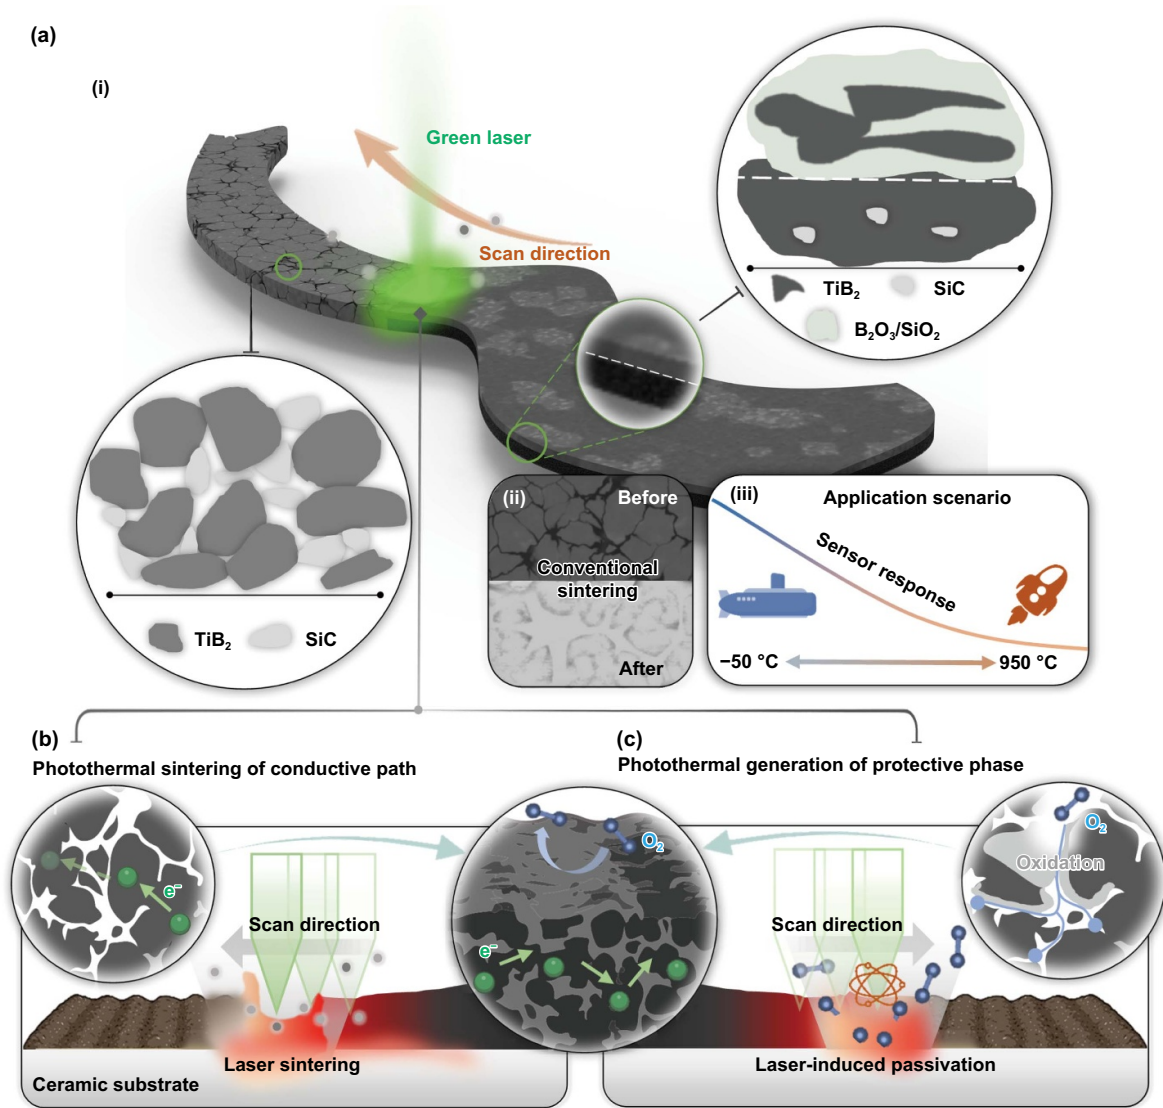 (a)
(i)
Green laser
Scan direction
TiB₂
SiC
B₂O₃/SiO₂
TiB₂
SiC
(ii)
Before
Conventional
sintering
After
(iii)
Application scenario
Sensor response
−50 °C
950 °C
(b)
Photothermal sintering of conductive path
e⁻
Scan direction
Laser sintering
Ceramic substrate
O₂
e⁻
(c)
Photothermal generation of protective phase
O₂
Oxidation
Scan direction
Laser-induced passivation